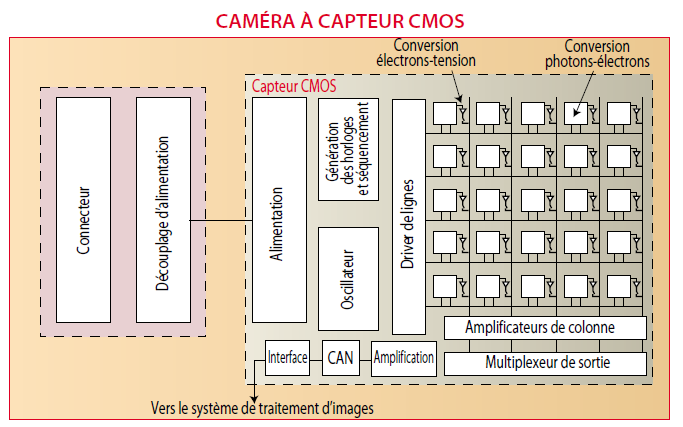 CAMÉRA À CAPTEUR CMOS
Conversion
électrons-tension
Conversion
photons-électrons
Capteur CMOS
Connecteur
Découplage d'alimentation
Alimentation
Génération
des horloges
et séquencement
Oscillateur
Driver de lignes
Amplificateurs de colonne
Interface
CAN
Amplification
Multiplexeur de sortie
Vers le système de traitement d'images